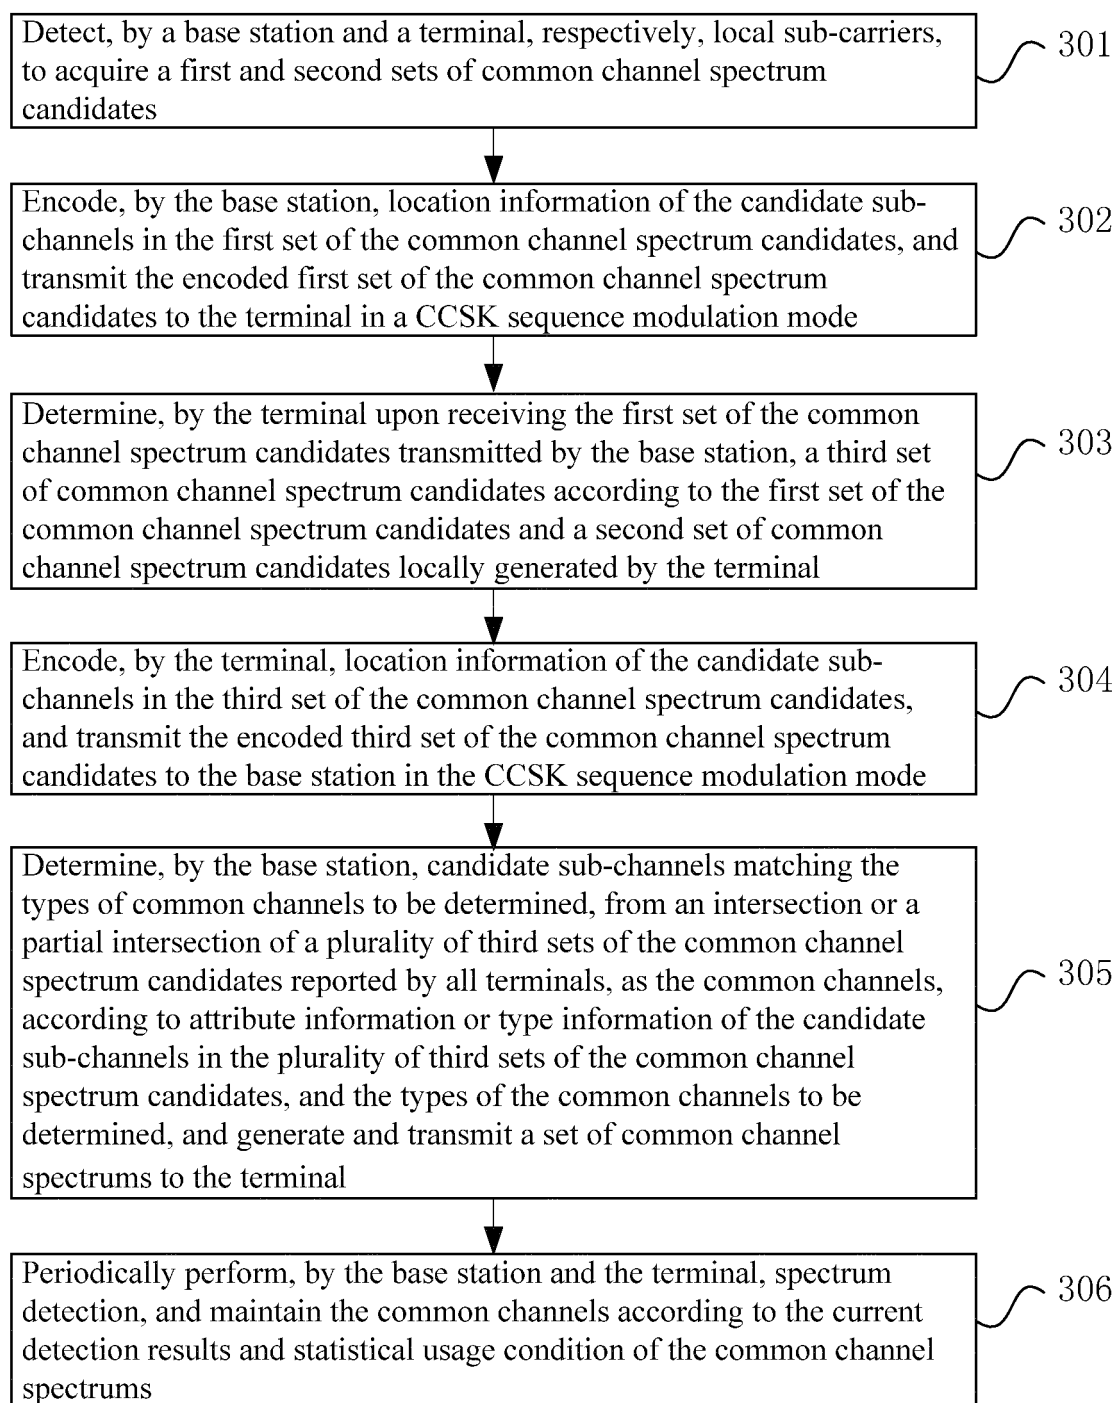 Detect, by a base station and a terminal, respectively, local sub-carriers,
to acquire a first and second sets of common channel spectrum
candidates
301
Encode, by the base station, location information of the candidate sub-
channels in the first set of the common channel spectrum candidates, and
transmit the encoded first set of the common channel spectrum
candidates to the terminal in a CCSK sequence modulation mode
302
Determine, by the terminal upon receiving the first set of the common
channel spectrum candidates transmitted by the base station, a third set
of common channel spectrum candidates according to the first set of the
common channel spectrum candidates and a second set of common
channel spectrum candidates locally generated by the terminal
303
Encode, by the terminal, location information of the candidate sub-
channels in the third set of the common channel spectrum candidates,
and transmit the encoded third set of the common channel spectrum
candidates to the base station in the CCSK sequence modulation mode
304
Determine, by the base station, candidate sub-channels matching the
types of common channels to be determined, from an intersection or a
partial intersection of a plurality of third sets of the common channel
spectrum candidates reported by all terminals, as the common channels,
according to attribute information or type information of the candidate
sub-channels in the plurality of third sets of the common channel
spectrum candidates, and the types of the common channels to be
determined, and generate and transmit a set of common channel
spectrums to the terminal
305
Periodically perform, by the base station and the terminal, spectrum
detection, and maintain the common channels according to the current
detection results and statistical usage condition of the common channel
spectrums
306